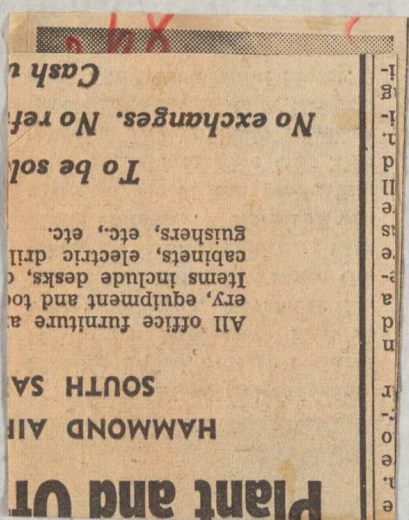 Plant and Of
HAMMOND AIR
SOUTH SA
All office furniture a
ery, equipment and too
Items include desks,
cabinets, electric dril
guishers, etc., etc.
To be sol
No exchanges. No ref
Cash